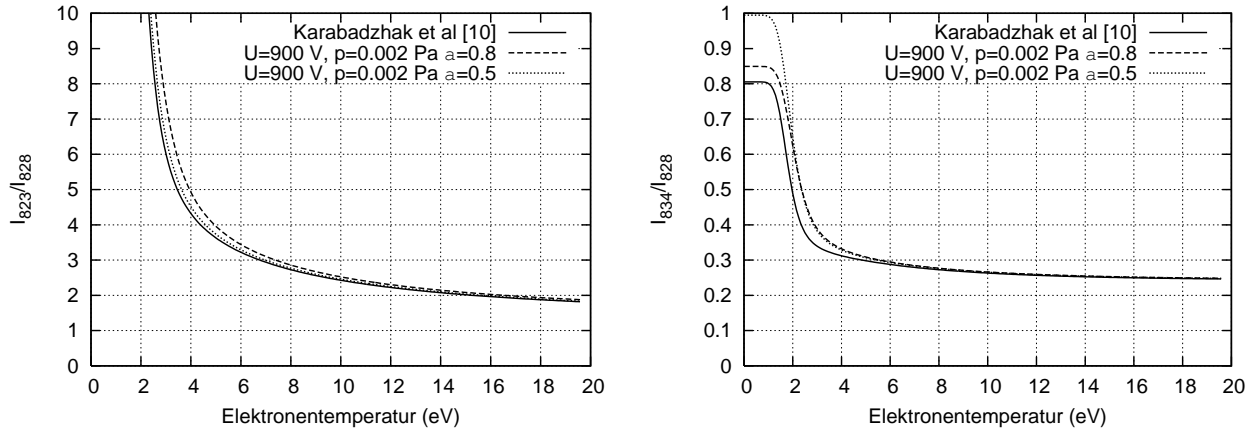 10
9
8
7
6
5
4
3
2
1
0
I823/I828
Karabadzhak et al [10]
U=900 V, p=0.002 Pa a=0.8
U=900 V, p=0.002 Pa a=0.5
0 2 4 6 8 10 12 14 16 18 20
Elektronentemperatur (eV)
1
0.9
0.8
0.7
0.6
0.5
0.4
0.3
0.2
0.1
0
I834/I828
Karabadzhak et al [10]
U=900 V, p=0.002 Pa a=0.8
U=900 V, p=0.002 Pa a=0.5
0 2 4 6 8 10 12 14 16 18 20
Elektronentemperatur (eV)